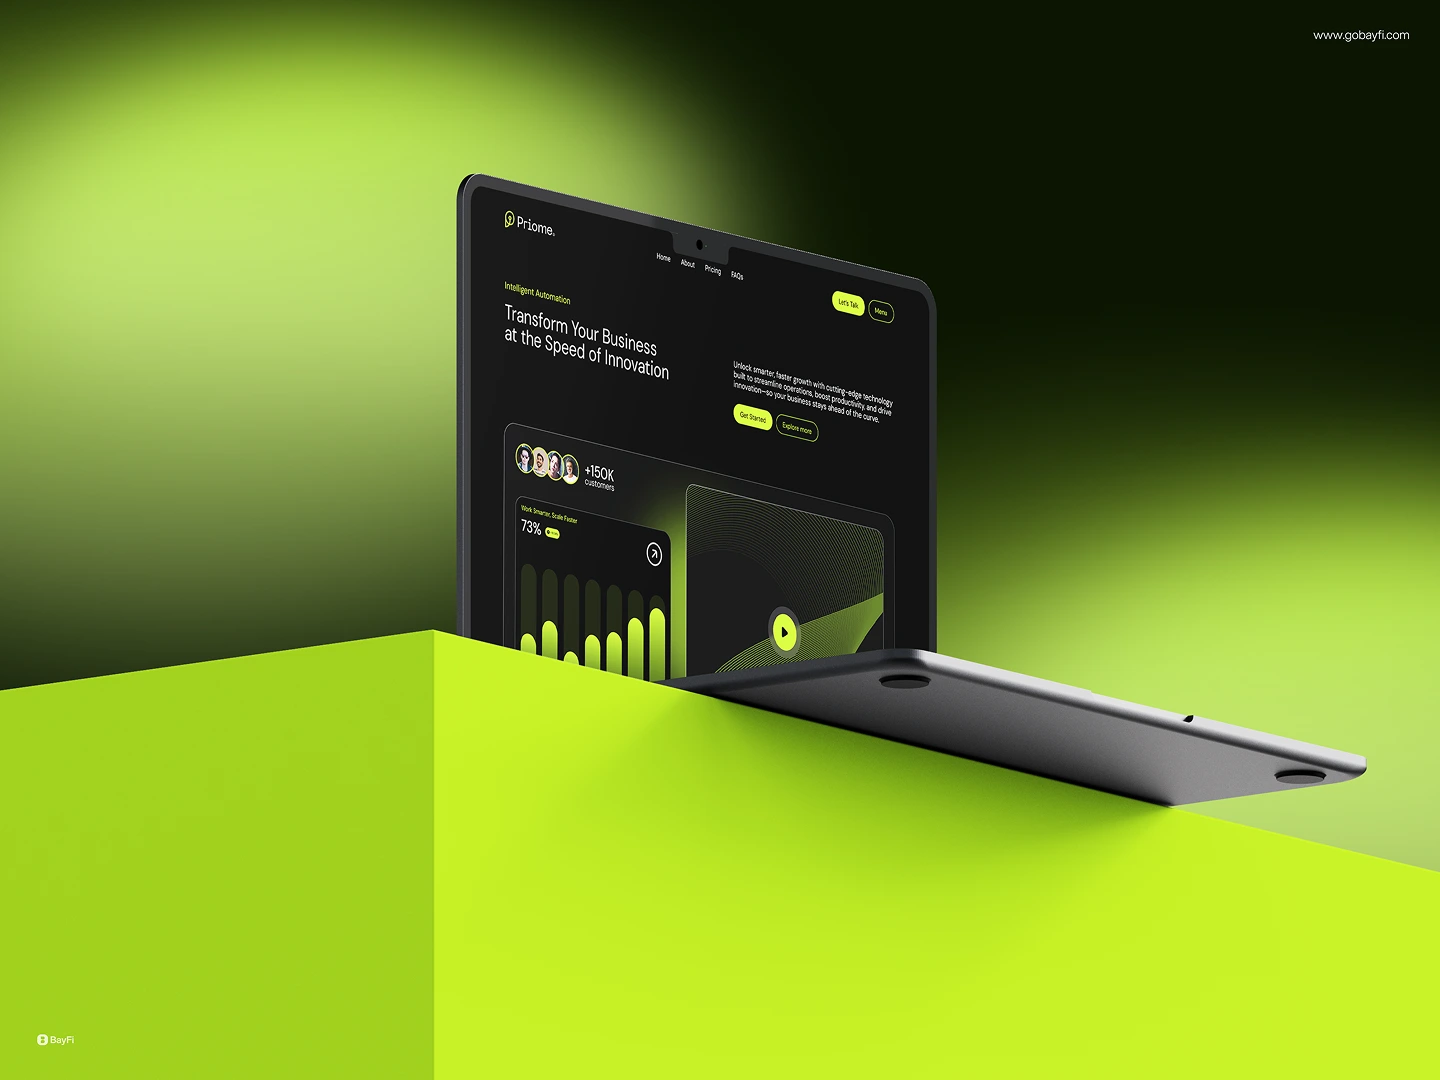 www.gobayfi.com
Priome.
Home About Pricing FAQs
Let's Talk Menu
Intelligent Automation
Transform Your Business
at the Speed of Innovation
Unlock smarter, faster growth with cutting-edge technology
built to streamline operations, boost productivity, and drive
innovation—so your business stays ahead of the curve.
Get Started Explore more
+150K
customers
Work Smarter, Scale Faster
73%
BayFi